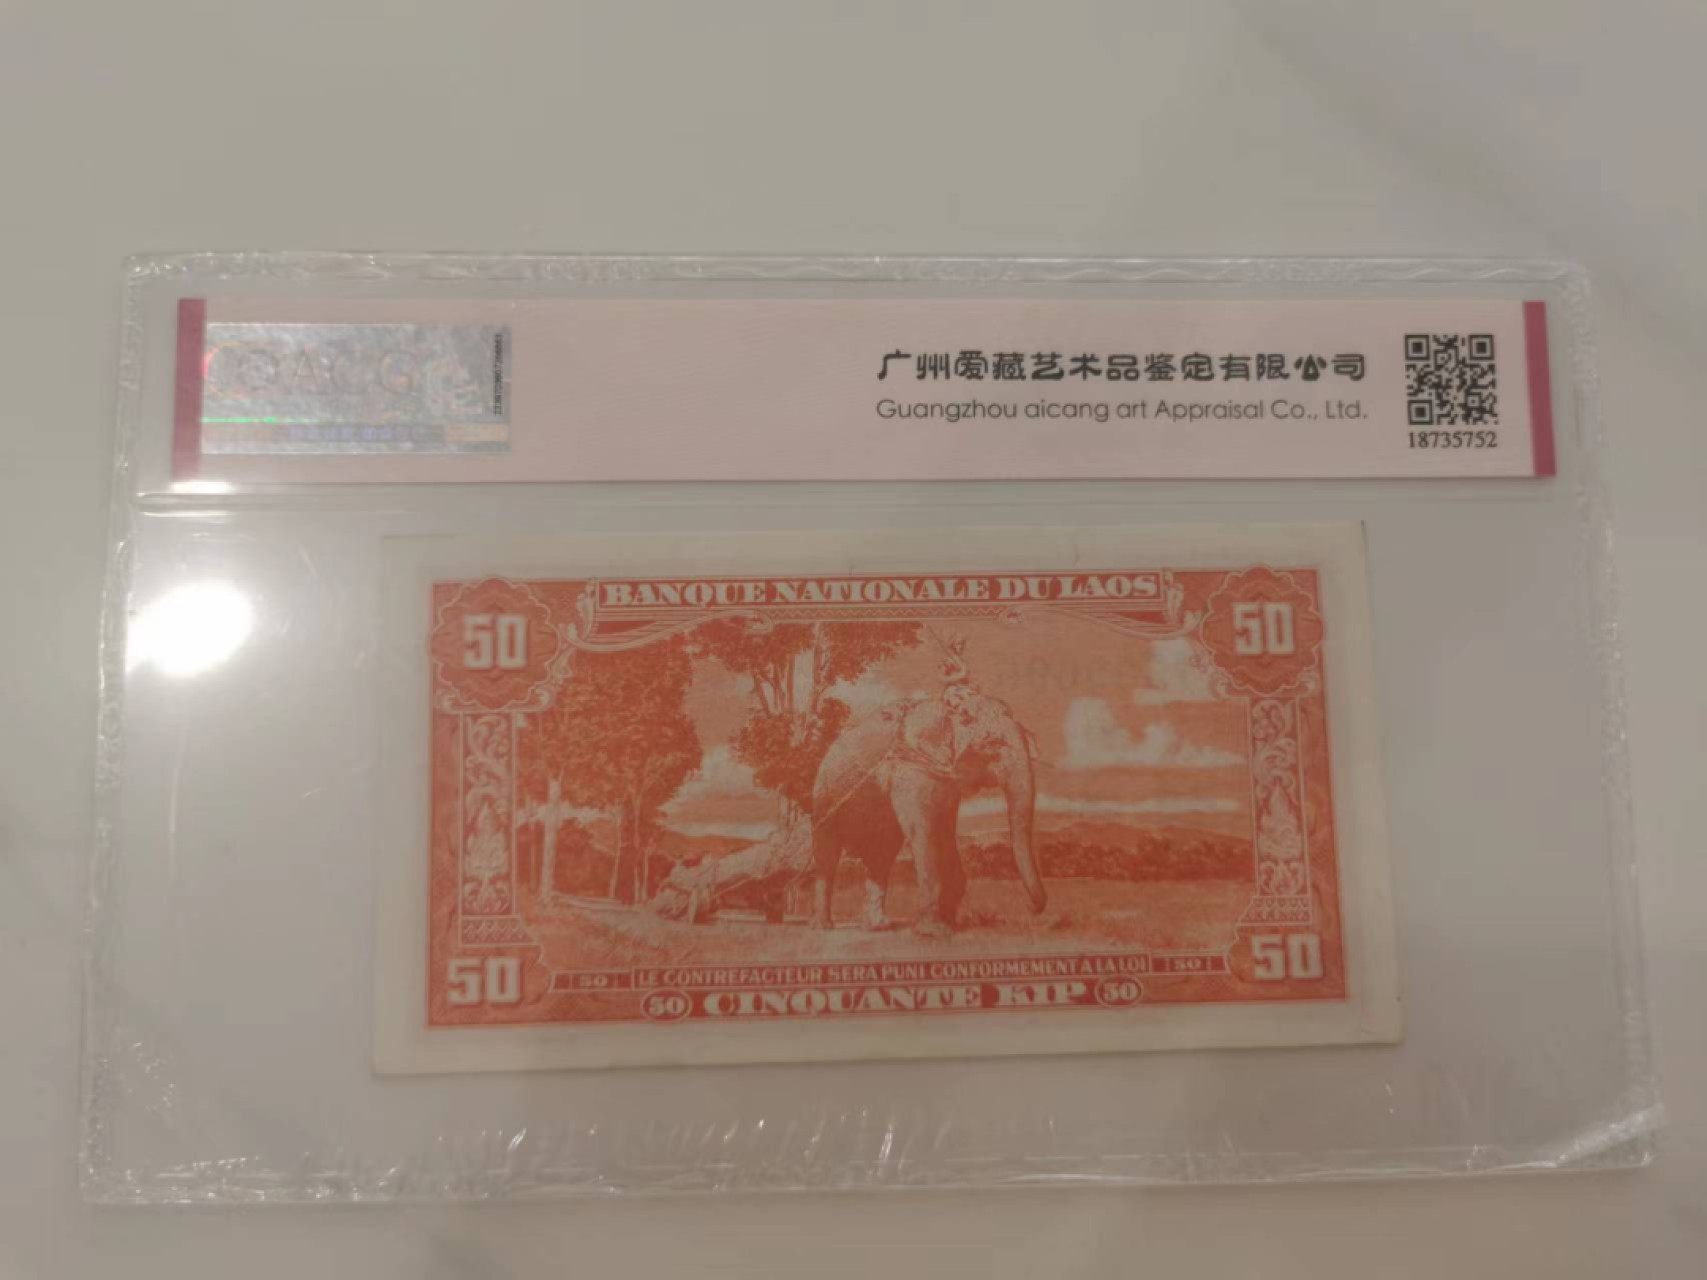 ACG
广州爱藏艺术品鉴定有限公司
Guangzhou aicang art Appraisal Co., Ltd.
18735752
BANQUE NATIONALE DU LAOS
50
50
50
50
50 LE CONTREFACTEUR SERA PUNI CONFORMEMENT A LA LOI 50
50 CINQUANTE KIP 50